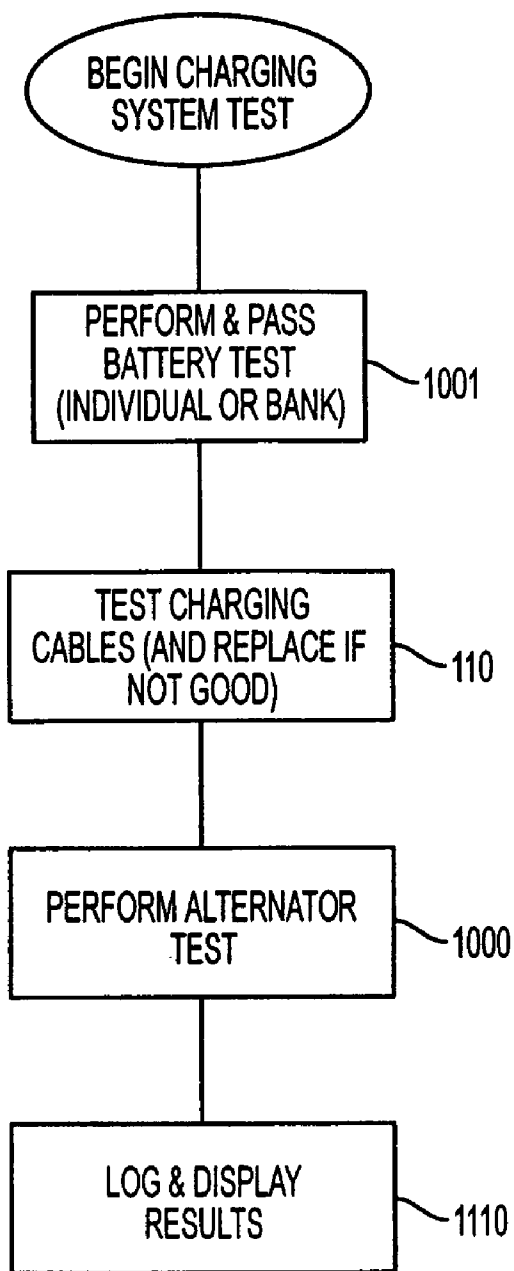 BEGIN CHARGING
SYSTEM TEST
PERFORM & PASS
BATTERY TEST
(INDIVIDUAL OR BANK)
1001
TEST CHARGING
CABLES (AND REPLACE IF
NOT GOOD)
110
PERFORM ALTERNATOR
TEST
1000
LOG & DISPLAY
RESULTS
1110